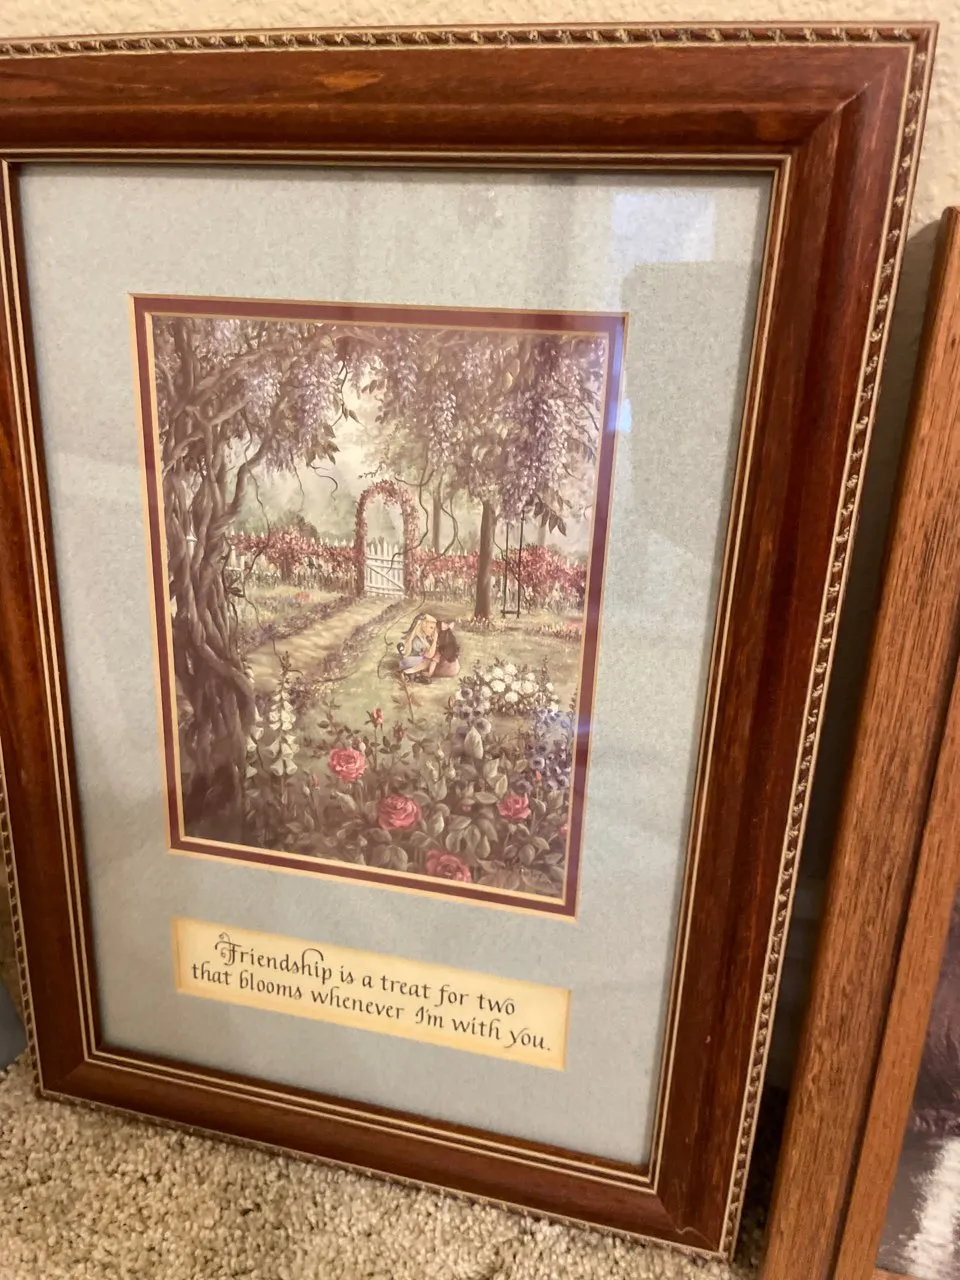 Friendship is a treat for two
that blooms whenever I'm with you.